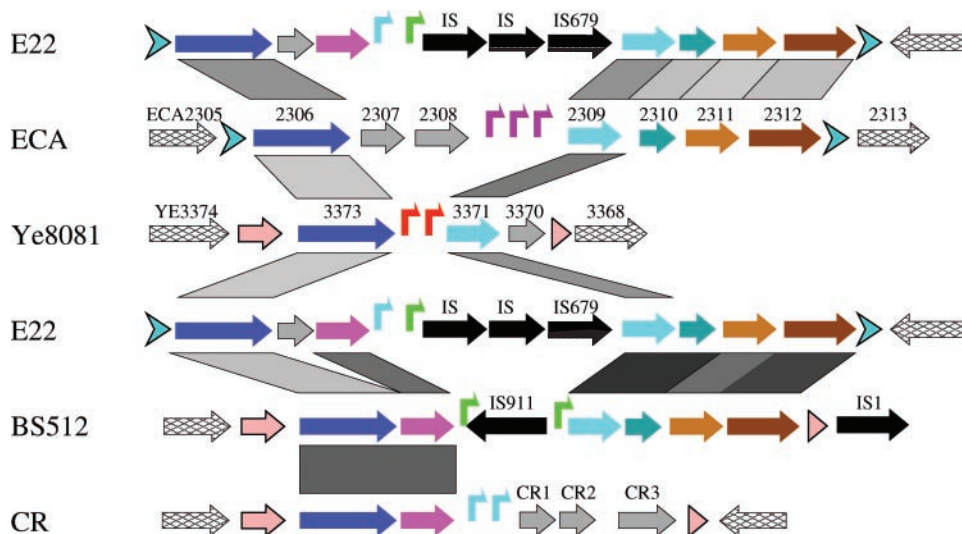 E22 IS IS IS679
ECA ECA2305 2306 2307 2308 2309 2310 2311 2312 2313
Ye8081 YE3374 3373 3371 3370 3368
E22 IS IS IS679
BS512 IS911 IS1
CR CR1 CR2 CR3